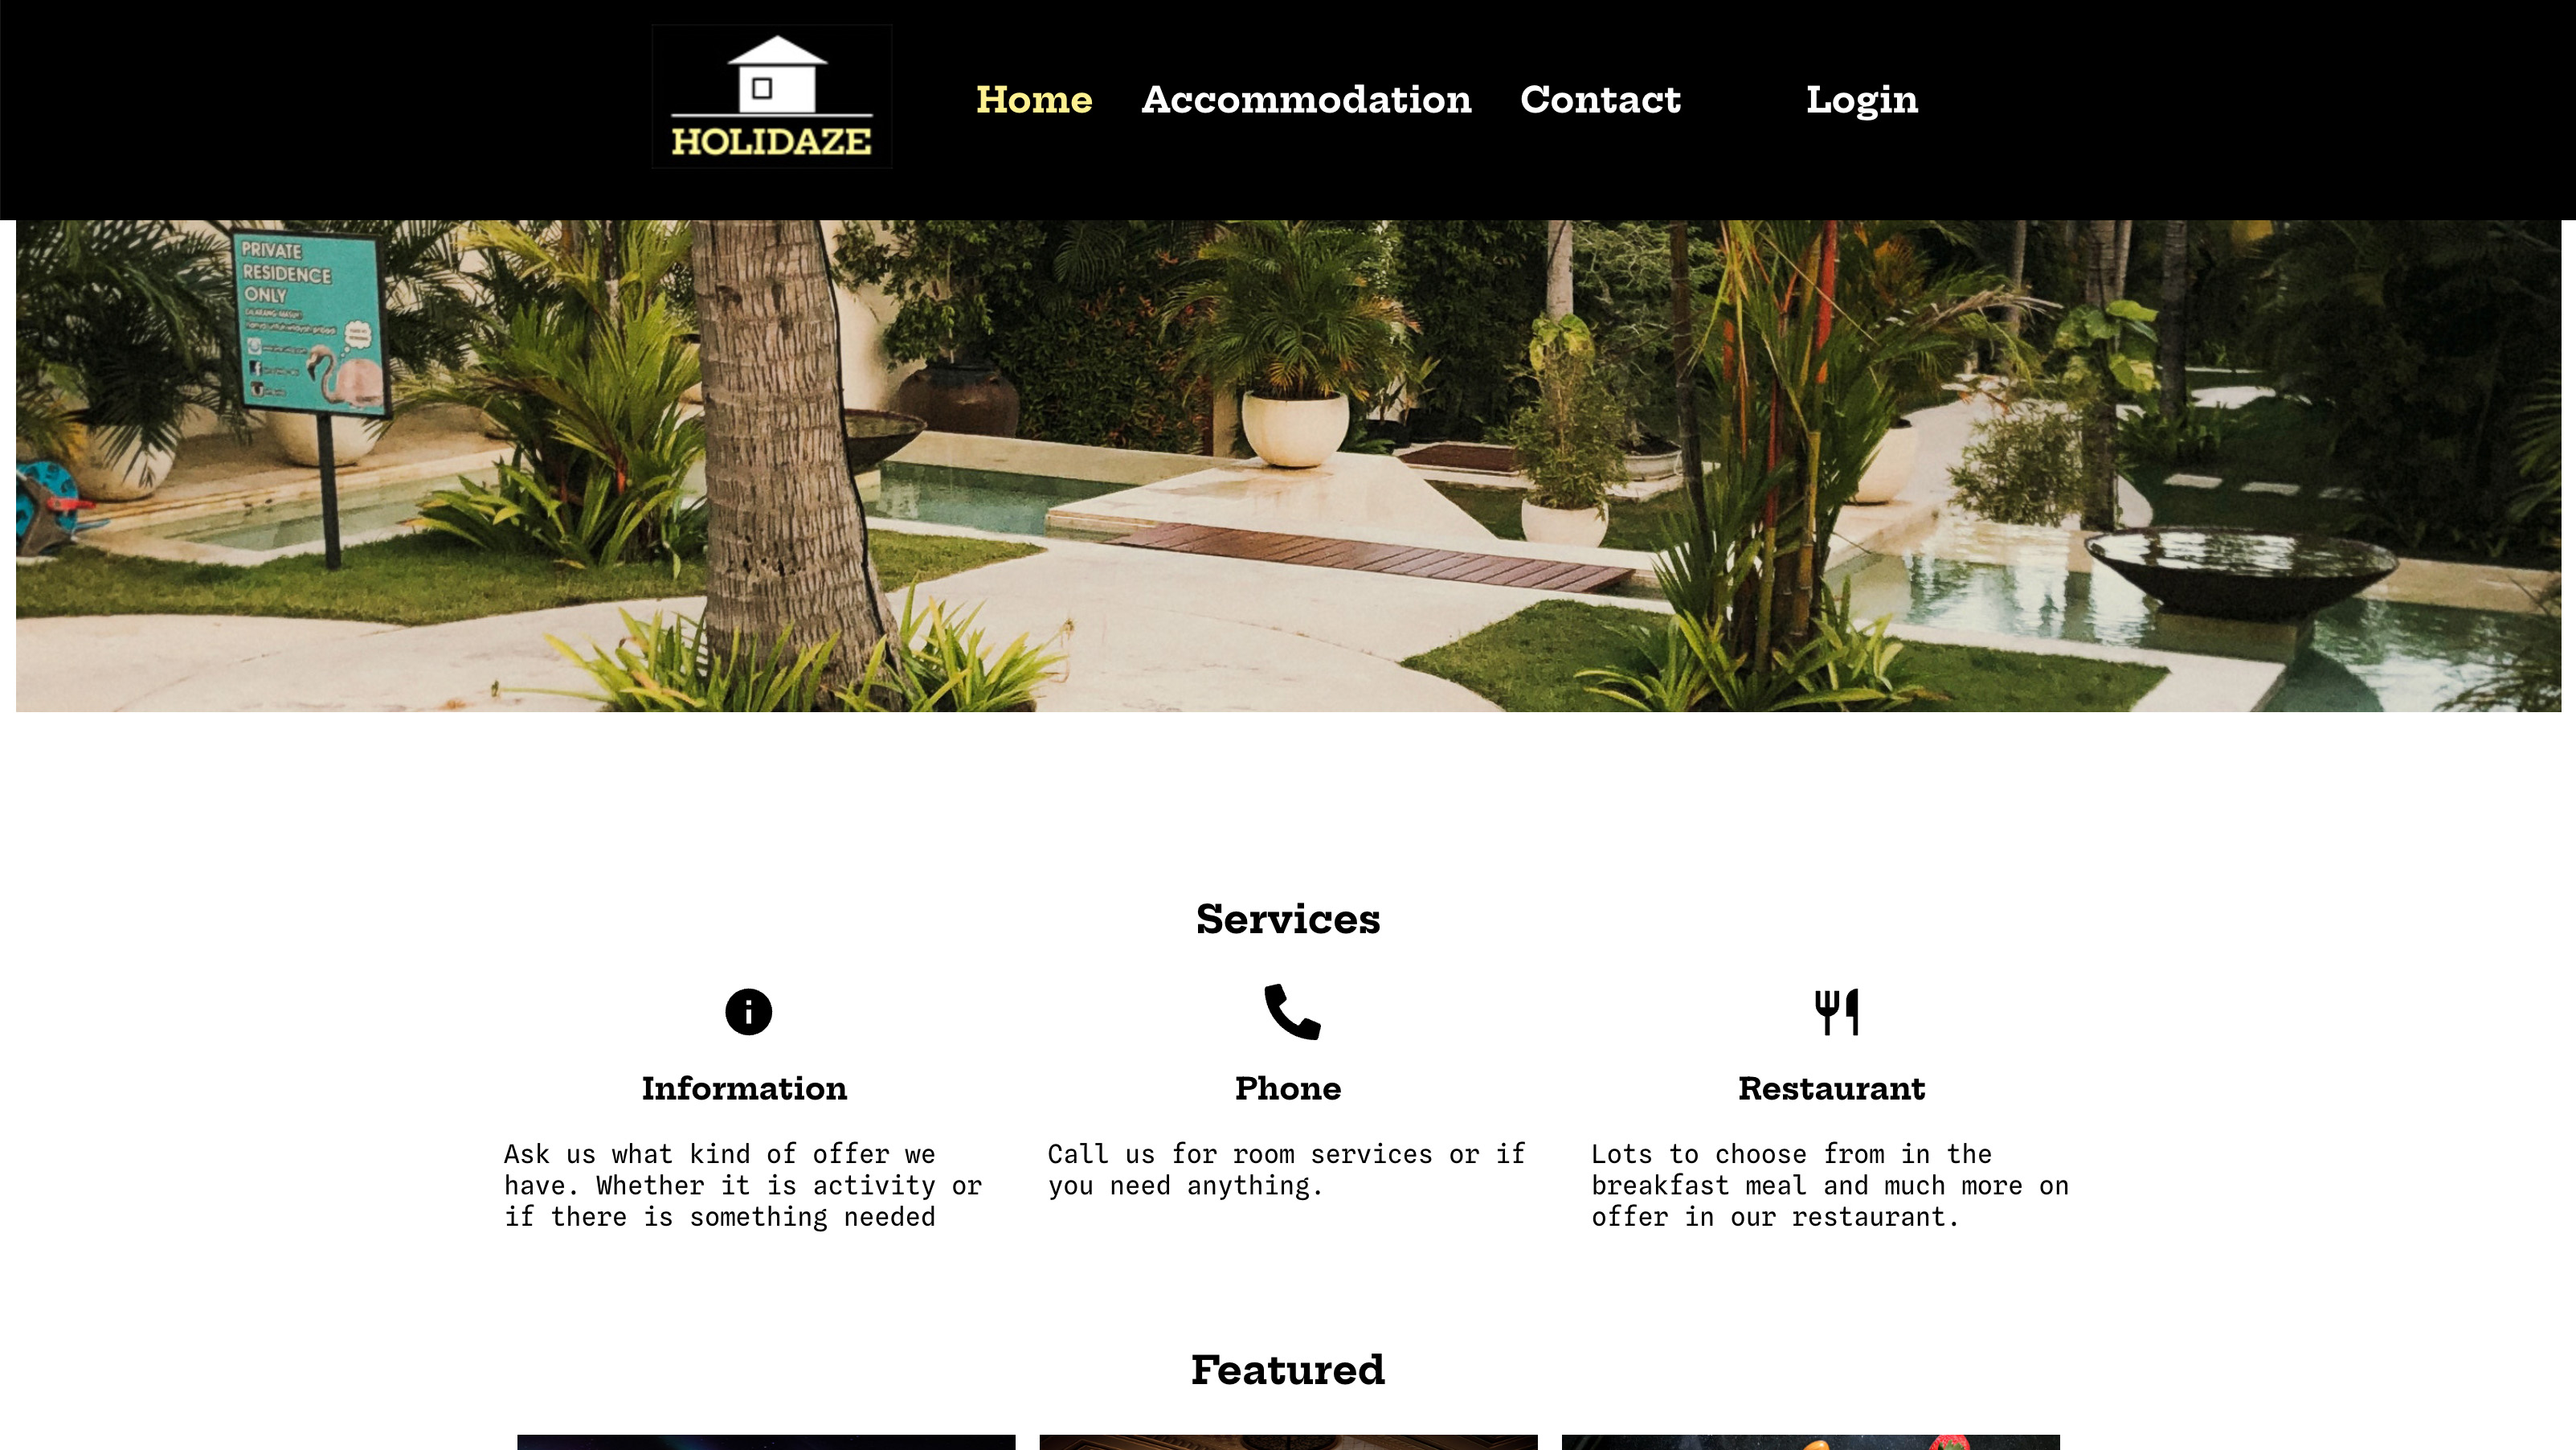 HOLIDAZE
Home Accommodation Contact Login
PRIVATE
RESIDENCE
ONLY
Services
Information
Ask us what kind of offer we
have. Whether it is activity or
if there is something needed
Phone
Call us for room services or if
you need anything.
Restaurant
Lots to choose from in the
breakfast meal and much more on
offer in our restaurant.
Featured